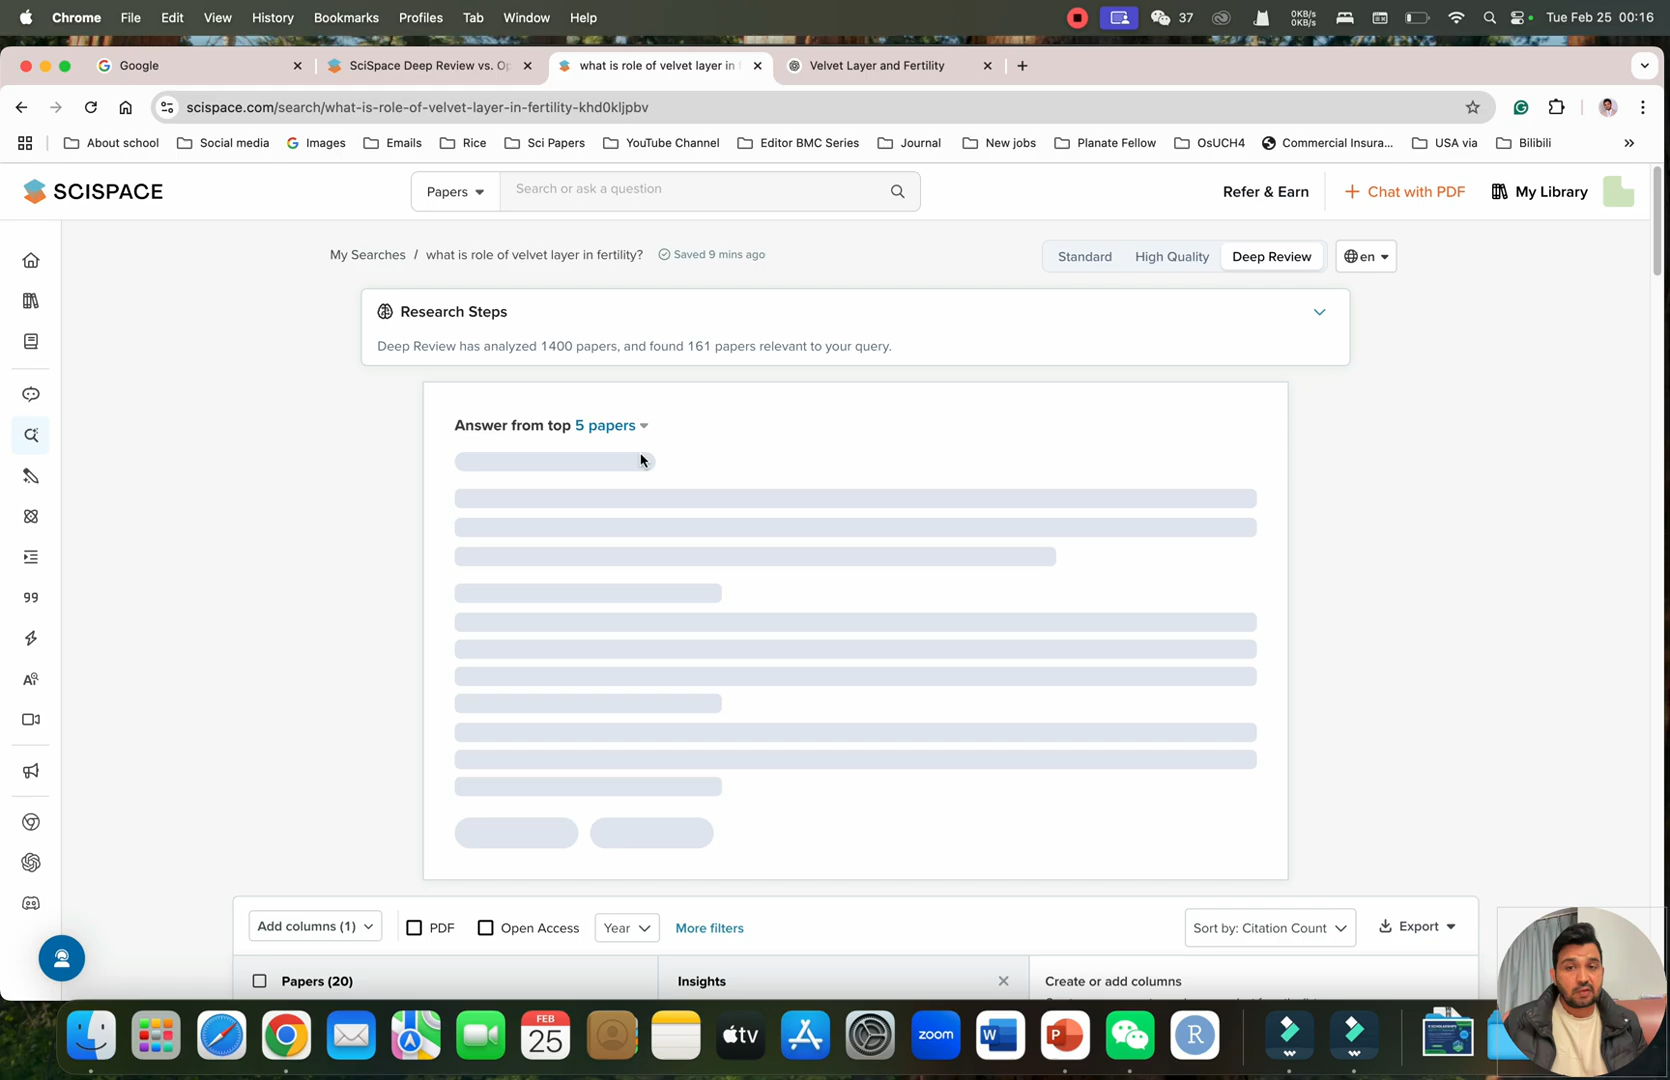 Chrome File Edit View History Bookmarks Profiles Tab Window Help 37 0KB/s 0KB/s Tue Feb 25 00:16
Google SciSpace Deep Review vs. Op what is role of velvet layer in Velvet Layer and Fertility
scispace.com/search/what-is-role-of-velvet-layer-in-fertility-khd0kljpbv
About school Social media Images Emails Rice Sci Papers YouTube Channel Editor BMC Series Journal New jobs Planate Fellow OsUCH4 Commercial Insura... USA via Bilibili
SCISPACE Papers Search or ask a question Refer & Earn + Chat with PDF My Library
My Searches / what is role of velvet layer in fertility? Saved 9 mins ago Standard High Quality Deep Review en
Research Steps
Deep Review has analyzed 1400 papers, and found 161 papers relevant to your query.
Answer from top 5 papers
Add columns (1) PDF Open Access Year More filters Sort by: Citation Count Export
Papers (20) Insights Create or add columns
FEB
25
tv
zoom
W
P
R